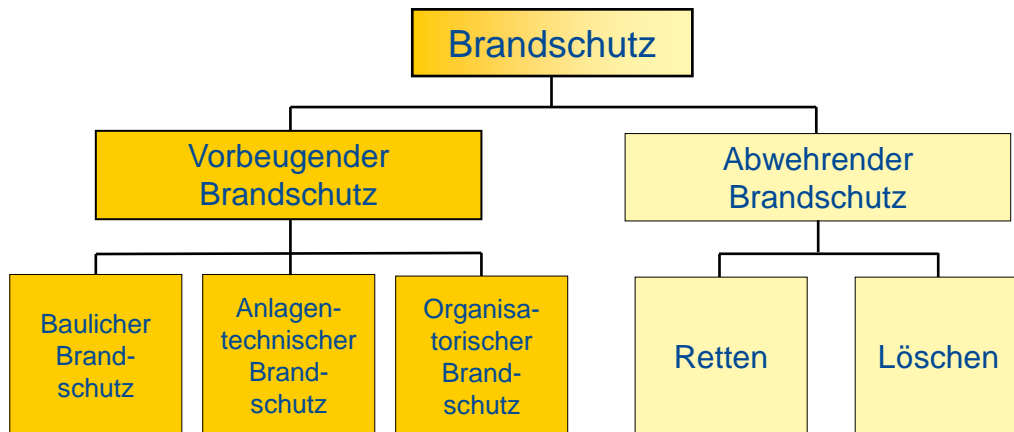 Brandschutz
Vorbeugender
Brandschutz
Abwehrender
Brandschutz
Baulicher
Brand-
schutz
Anlagen-
technischer
Brand-
schutz
Organisa-
torischer
Brand-
schutz
Retten
Löschen